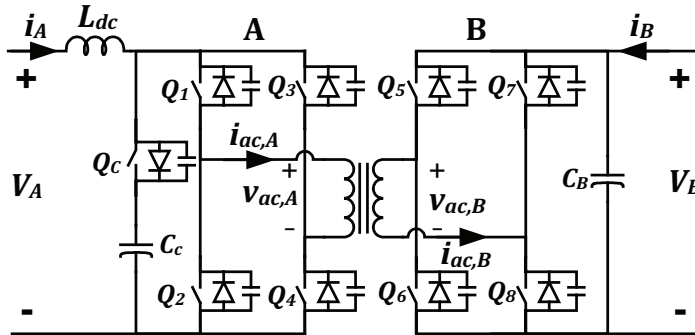 i_A L_dc A B i_B
+ Q_1 Q_3 Q_5 Q_7 +
i_ac,A
Q_C + + C_B
V_A v_ac,A v_ac,B V_B
- -
C_c i_ac,B
Q_2 Q_4 Q_6 Q_8
- -